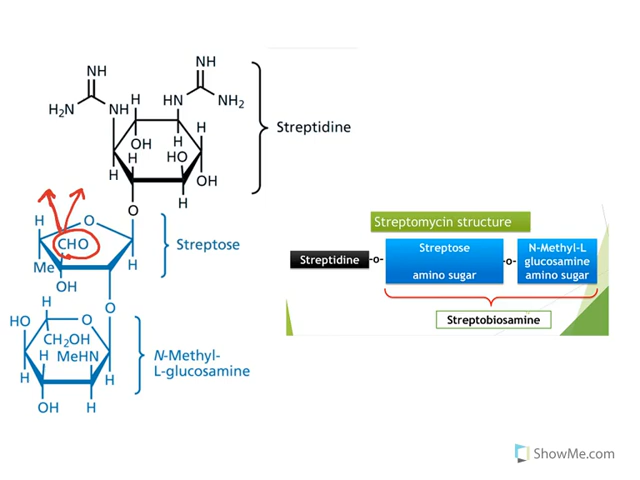 NH
NH
H₂N
NH
H
HN
NH₂
H
H
OH
HO
H
H
OH
H
Streptidine
O
H
O
CHO
Streptose
Me
H
OH
O
H
HO
O
CH₂OH
H
MeHN
N-Methyl-
L-glucosamine
H
H
OH
H
Streptomycin structure
Streptidine
-o-
Streptose
amino sugar
-o-
N-Methyl-L
glucosamine
amino sugar
Streptobiosamine
ShowMe.com